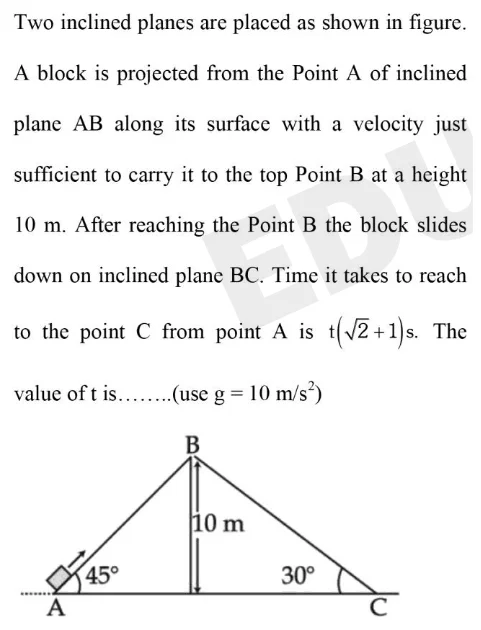 Two inclined planes are placed as shown in figure.
A block is projected from the Point A of inclined
plane AB along its surface with a velocity just
sufficient to carry it to the top Point B at a height
10 m. After reaching the Point B the block slides
down on inclined plane BC. Time it takes to reach
to the point C from point A is t(√2+1)s. The
value of t is........(use g = 10 m/s²)
B
10 m
45°
30°
A
C
EDU